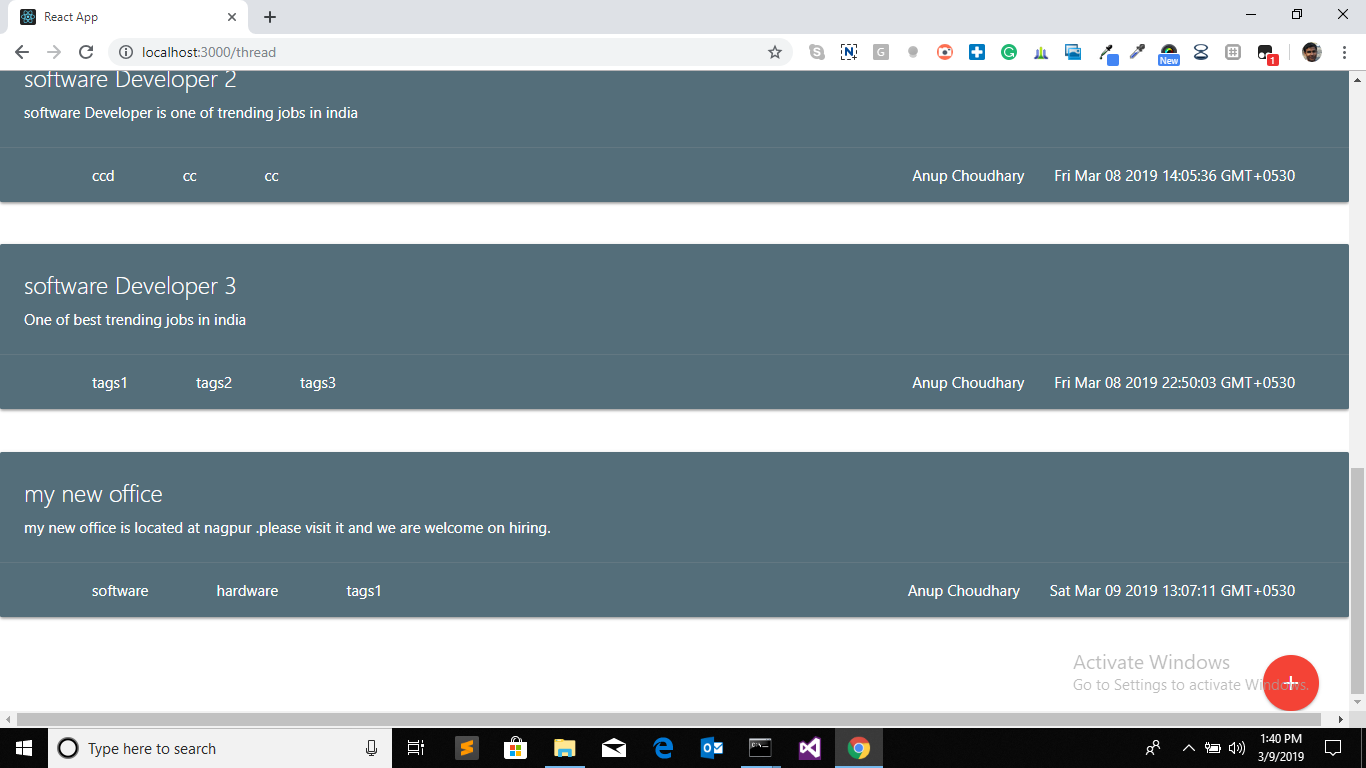 React App
localhost:3000/thread
New
1
software Developer 2
software Developer is one of trending jobs in india
ccd cc cc Anup Choudhary Fri Mar 08 2019 14:05:36 GMT+0530
software Developer 3
One of best trending jobs in india
tags1 tags2 tags3 Anup Choudhary Fri Mar 08 2019 22:50:03 GMT+0530
my new office
my new office is located at nagpur .please visit it and we are welcome on hiring.
software hardware tags1 Anup Choudhary Sat Mar 09 2019 13:07:11 GMT+0530
Activate Windows
Go to Settings to activate Windows.
Type here to search
1:40 PM
3/9/2019